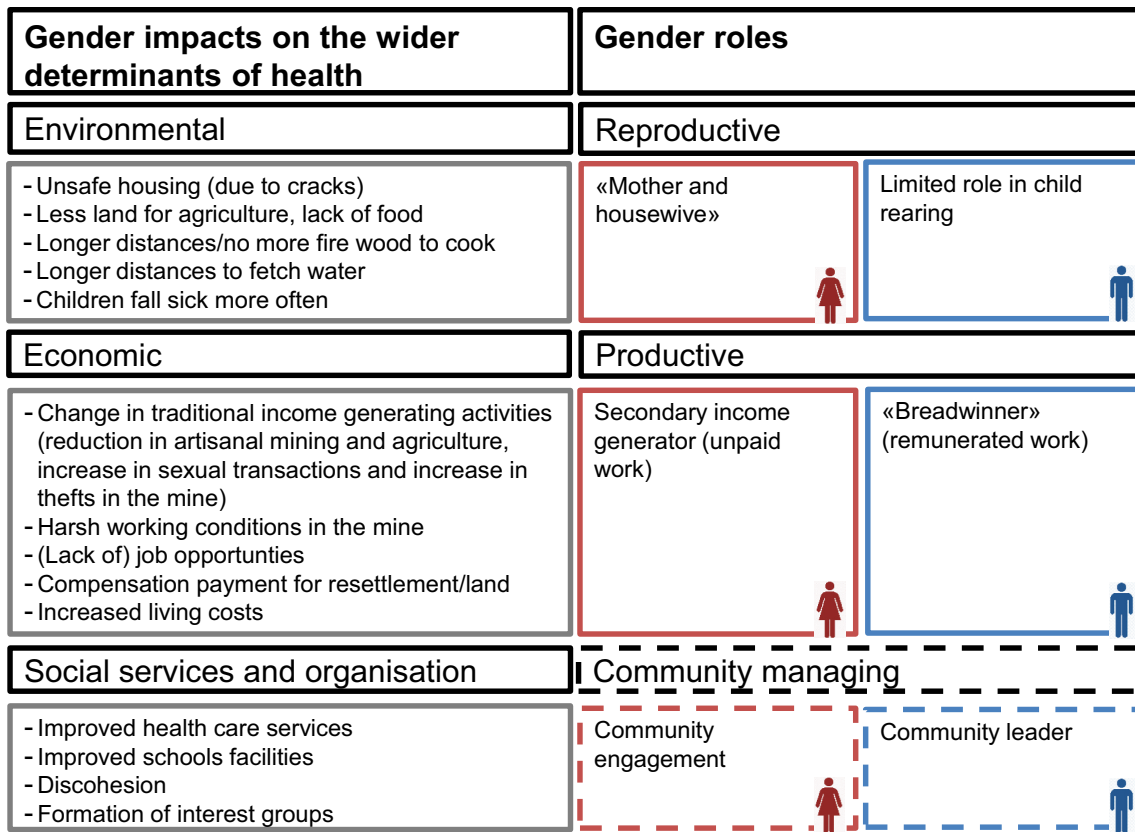 Gender impacts on the wider
determinants of health
Gender roles
Environmental
Reproductive
- Unsafe housing (due to cracks)
- Less land for agriculture, lack of food
- Longer distances/no more fire wood to cook
- Longer distances to fetch water
- Children fall sick more often
«Mother and
housewive»
Limited role in child
rearing
Economic
Productive
- Change in traditional income generating activities
(reduction in artisanal mining and agriculture,
increase in sexual transactions and increase in
thefts in the mine)
- Harsh working conditions in the mine
- (Lack of) job opportunties
- Compensation payment for resettlement/land
- Increased living costs
Secondary income
generator (unpaid
work)
«Breadwinner»
(remunerated work)
Social services and organisation
Community managing
- Improved health care services
- Improved schools facilities
- Discohesion
- Formation of interest groups
Community
engagement
Community leader